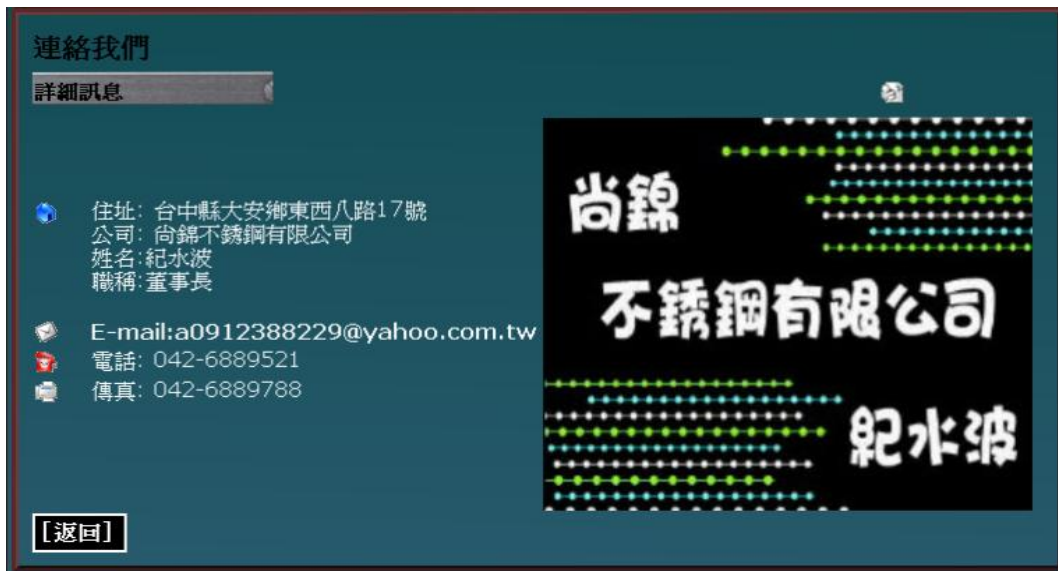 連絡我們
詳細訊息
住址: 台中縣大安鄉東西八路17號
公司: 尚錦不銹鋼有限公司
姓名:紀水波
職稱:董事長
E-mail:a0912388229@yahoo.com.tw
電話: 042-6889521
傳真: 042-6889788
尚錦
不銹鋼有限公司
紀水波
[返回]